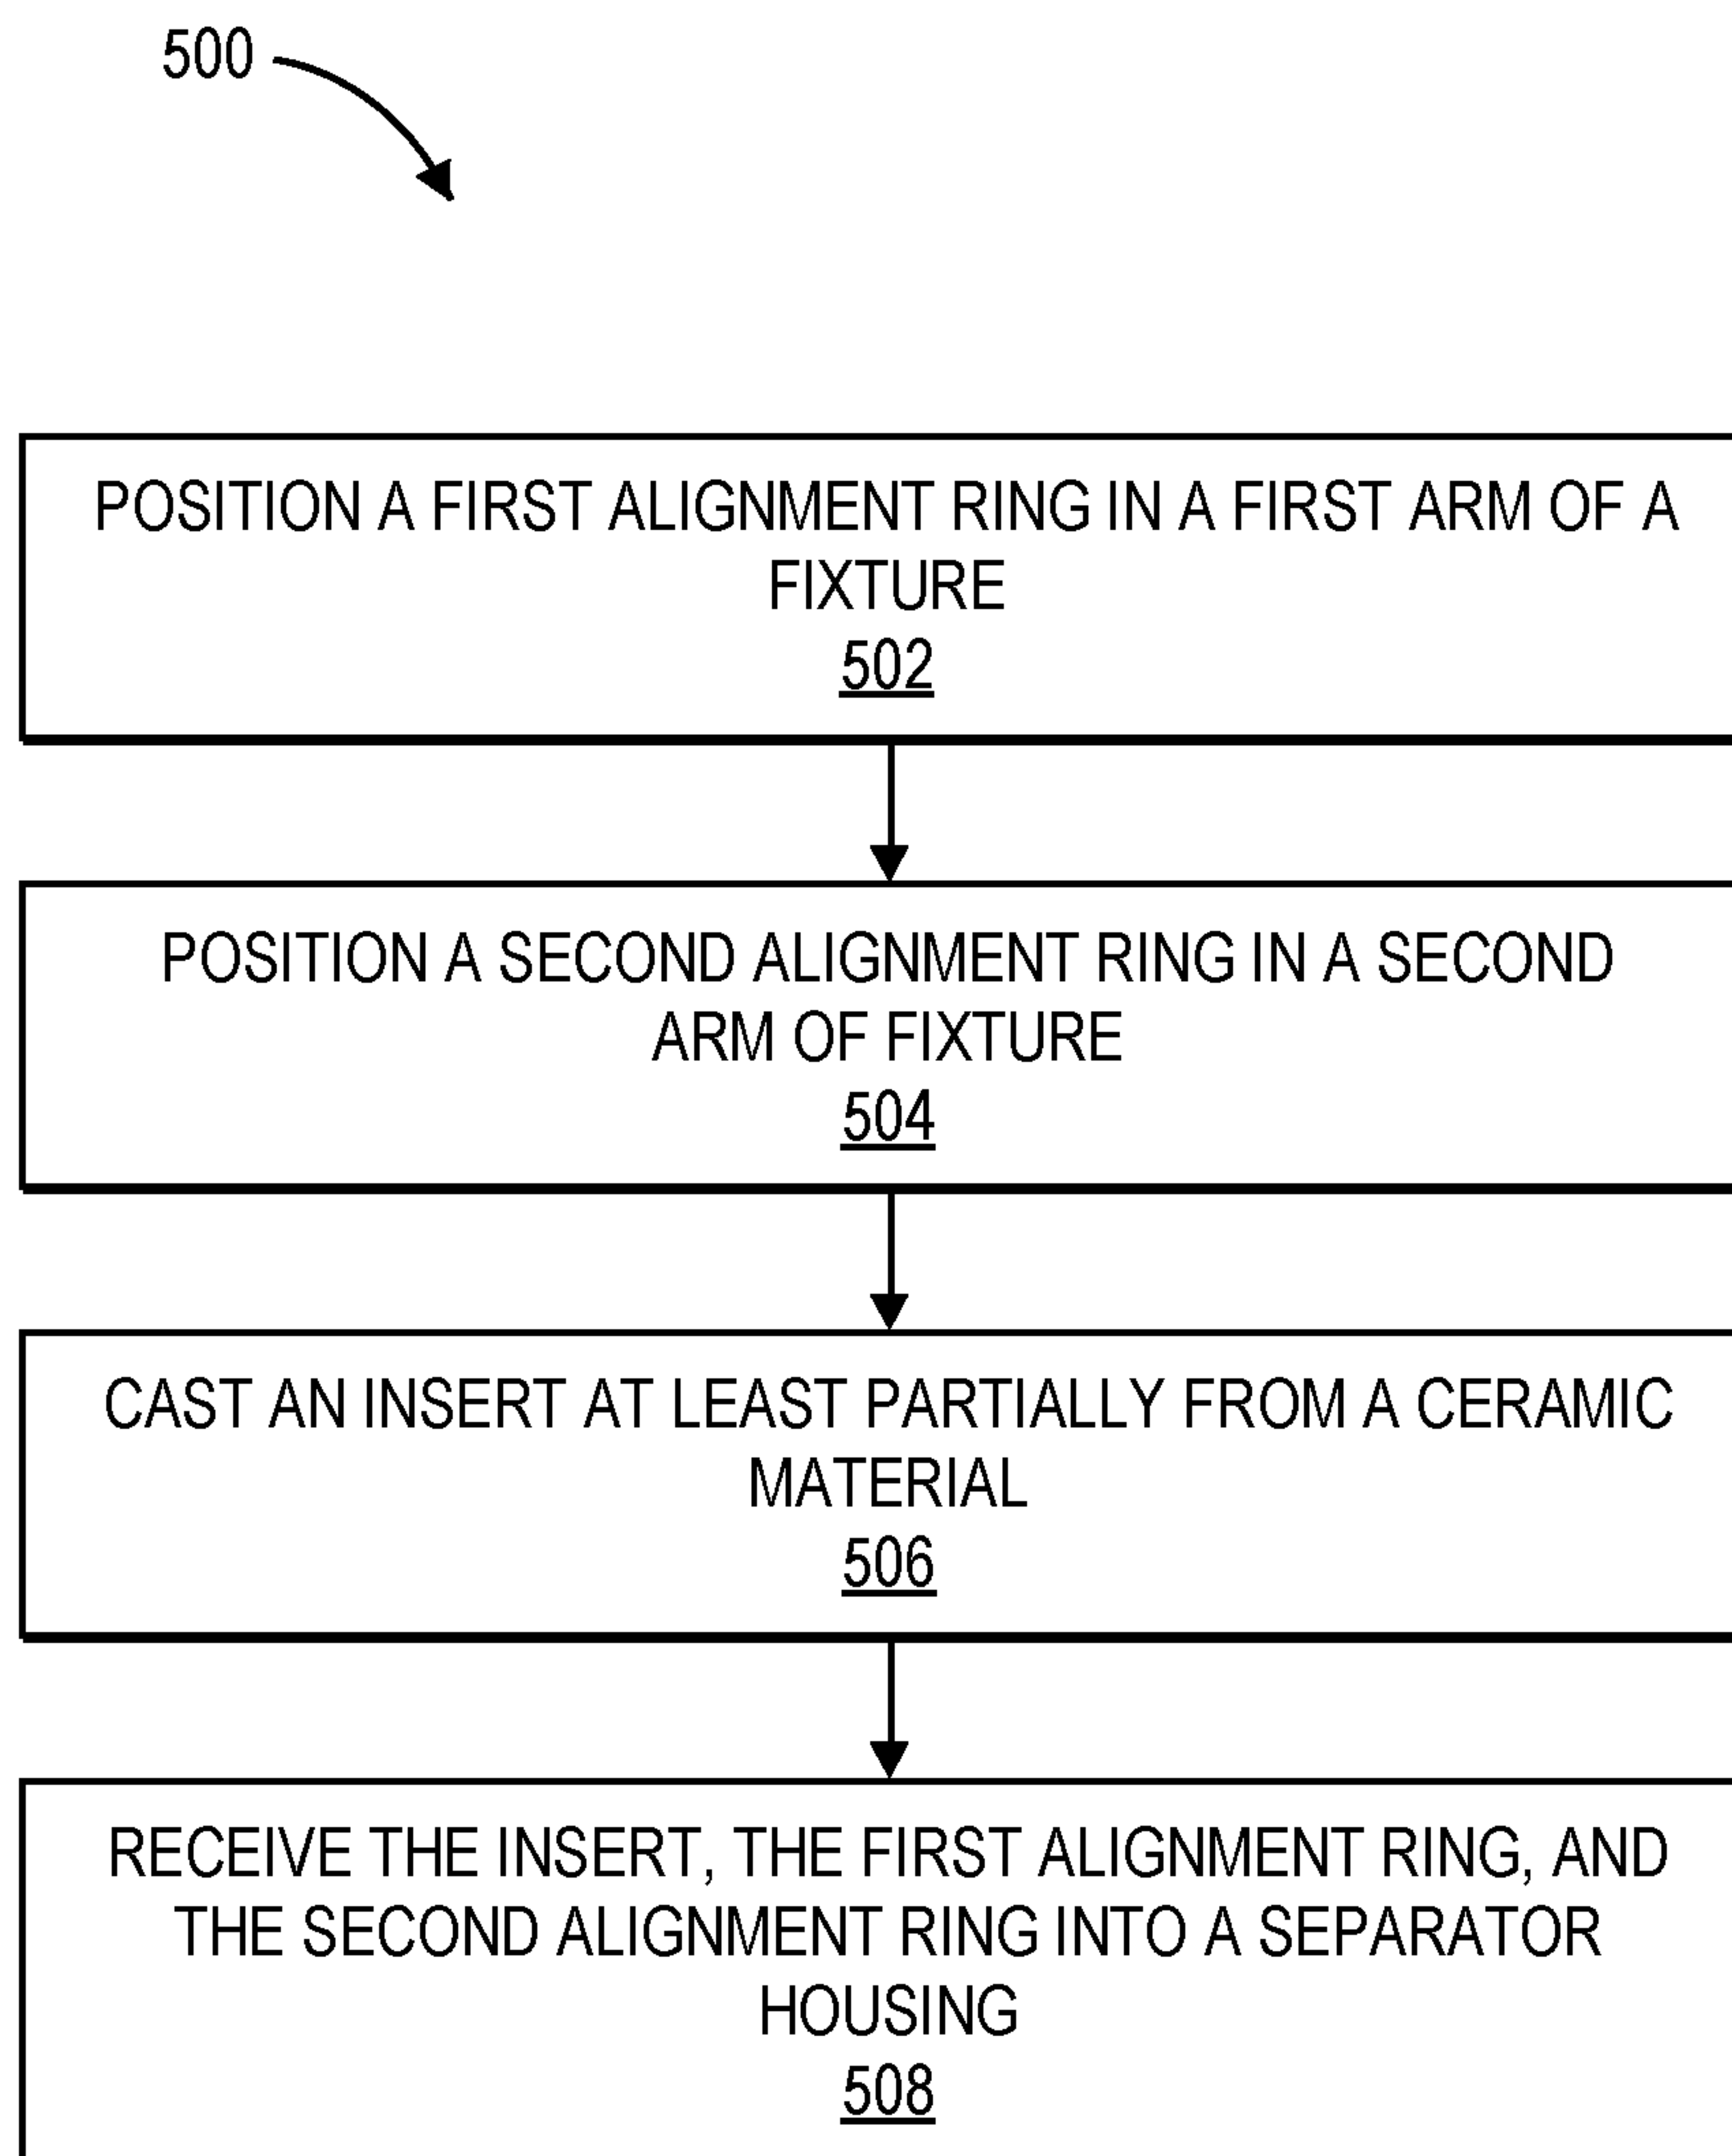 500
POSITION A FIRST ALIGNMENT RING IN A FIRST ARM OF A
FIXTURE
502
POSITION A SECOND ALIGNMENT RING IN A SECOND
ARM OF FIXTURE
504
CAST AN INSERT AT LEAST PARTIALLY FROM A CERAMIC
MATERIAL
506
RECEIVE THE INSERT, THE FIRST ALIGNMENT RING, AND
THE SECOND ALIGNMENT RING INTO A SEPARATOR
HOUSING
508